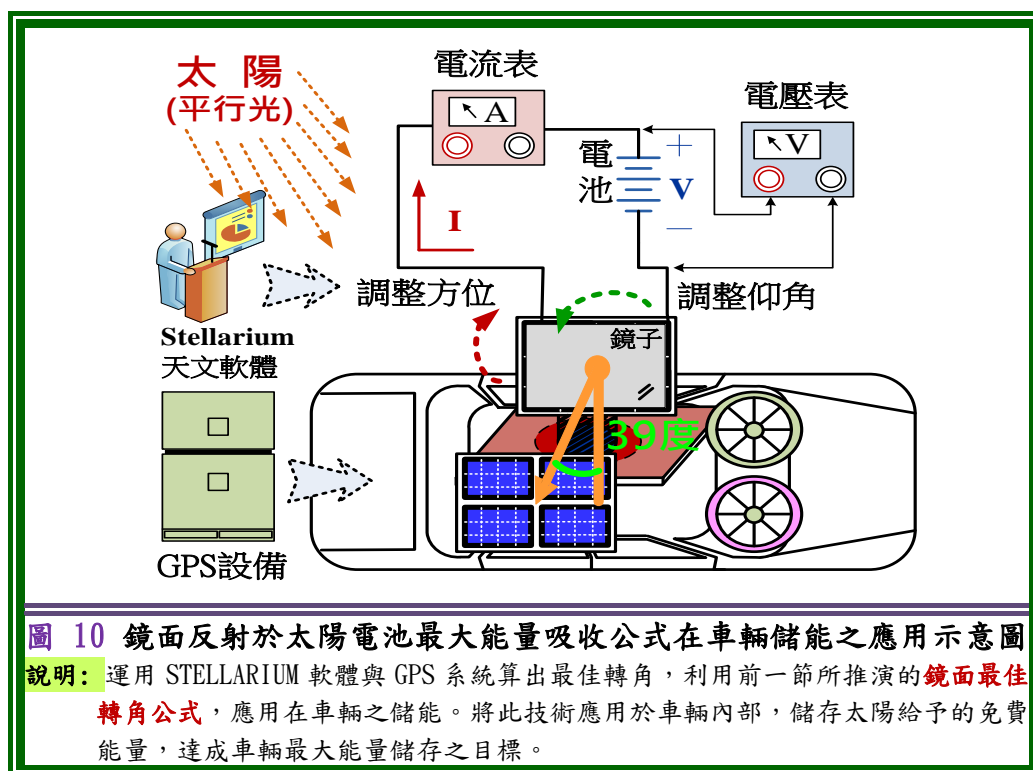 太 陽
(平行光)
電流表
A
電壓表
V
電
池
+
V
—
I
調整方位
調整仰角
Stellarium
天文軟體
鏡子
39度
GPS設備
圖 10 鏡面反射於太陽電池最大能量吸收公式在車輛儲能之應用示意圖
說明: 運用 STELLARIUM 軟體與 GPS 系統算出最佳轉角，利用前一節所推演的鏡面最佳
轉角公式，應用在車輛之儲能。將此技術應用於車輛內部，儲存太陽給予的免費
能量，達成車輛最大能量儲存之目標。